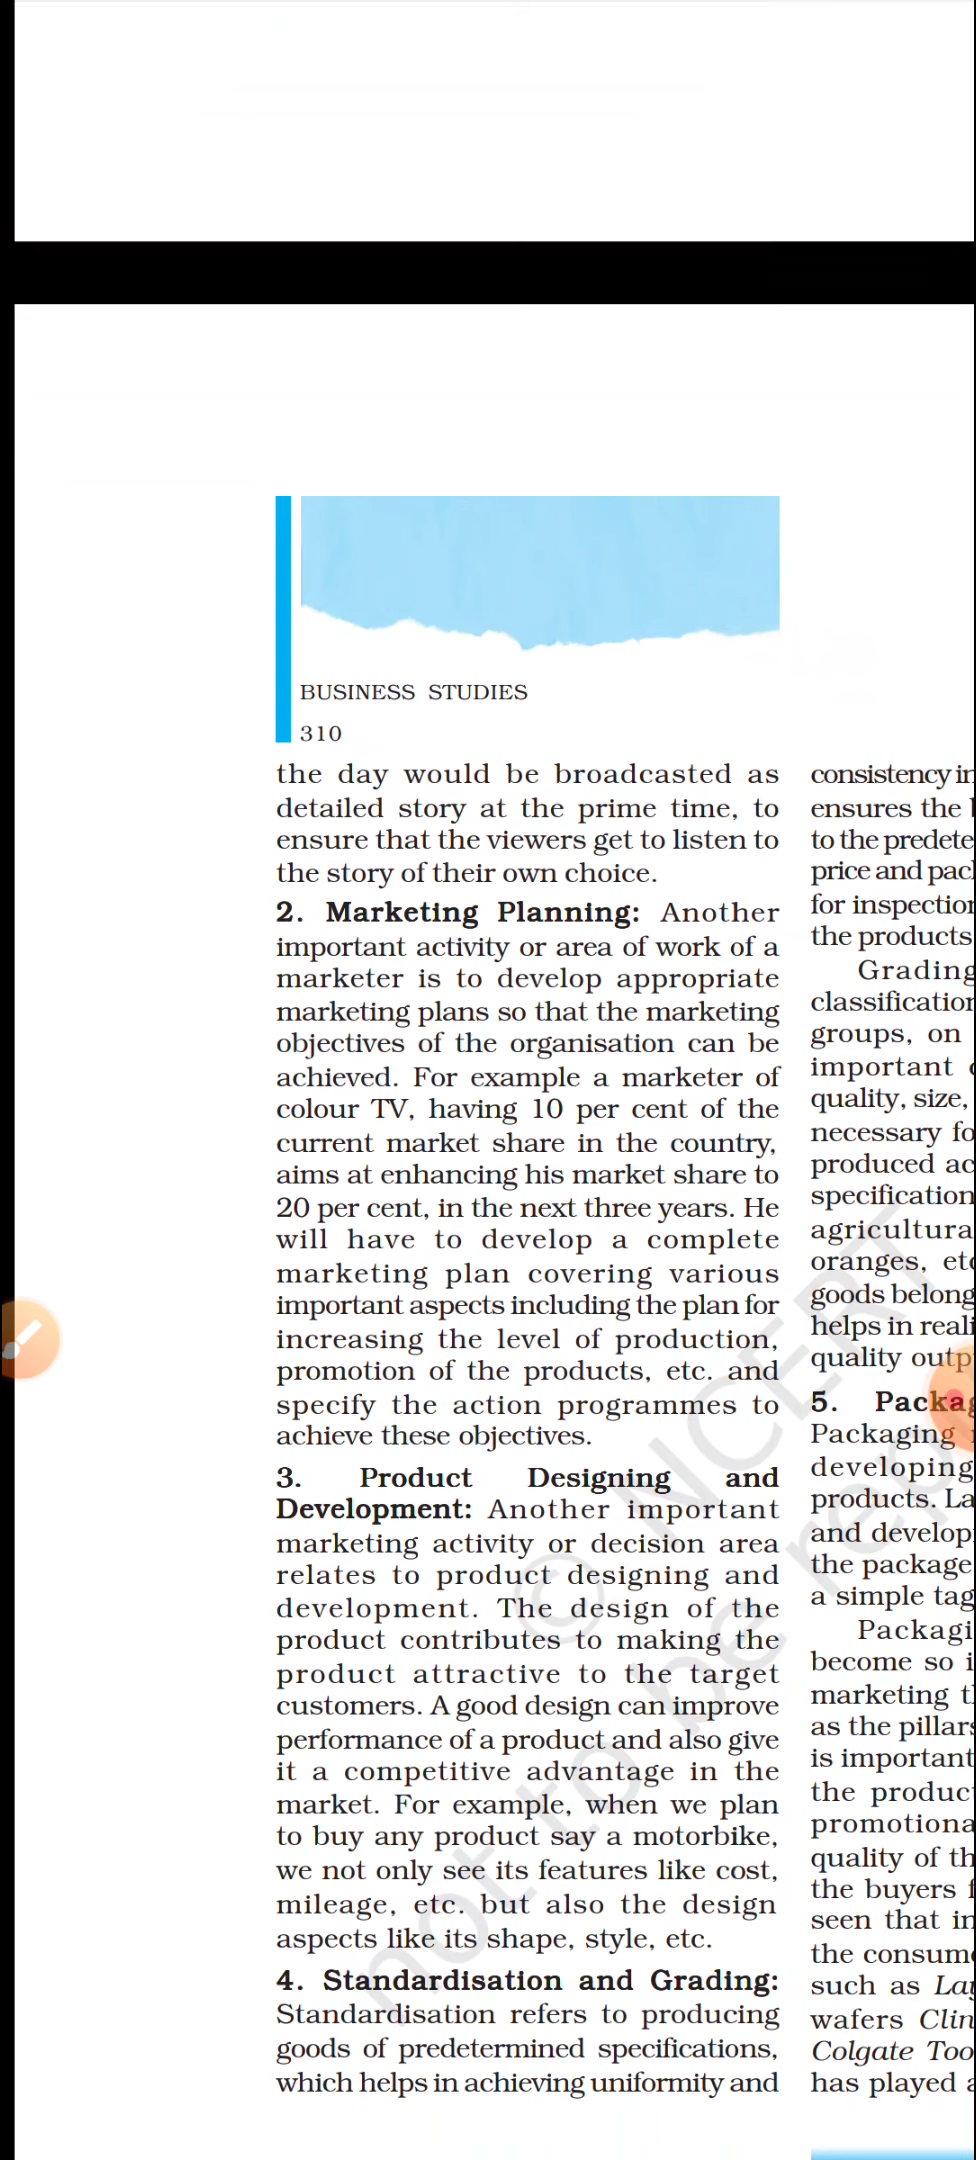 BUSINESS STUDIES
310
the day would be broadcasted as
detailed story at the prime time, to
ensure that the viewers get to listen to
the story of their own choice.
2. Marketing Planning: Another
important activity or area of work of a
marketer is to develop appropriate
marketing plans so that the marketing
objectives of the organisation can be
achieved. For example a marketer of
colour TV, having 10 per cent of the
current market share in the country,
aims at enhancing his market share to
20 per cent, in the next three years. He
will have to develop a complete
marketing plan covering various
important aspects including the plan for
increasing the level of production,
promotion of the products, etc. and
specify the action programmes to
achieve these objectives.
3. Product Designing and
Development: Another important
marketing activity or decision area
relates to product designing and
development. The design of the
product contributes to making the
product attractive to the target
customers. A good design can improve
performance of a product and also give
it a competitive advantage in the
market. For example, when we plan
to buy any product say a motorbike,
we not only see its features like cost,
mileage, etc. but also the design
aspects like its shape, style, etc.
4. Standardisation and Grading:
Standardisation refers to producing
goods of predetermined specifications,
which helps in achieving uniformity and
consistency in
ensures the
to the
price and
for
the products
Grading
groups, on
important
quality, size,
necessary
produced
oranges,
goods
helps in
quality
5.
Packaging
developing
products.
and
the package
a simple
become so
marketing
as the
is important
the
quality of
the buyers
seen that
the
such as
wafers
Colgate
has played
© NCERT
not to be